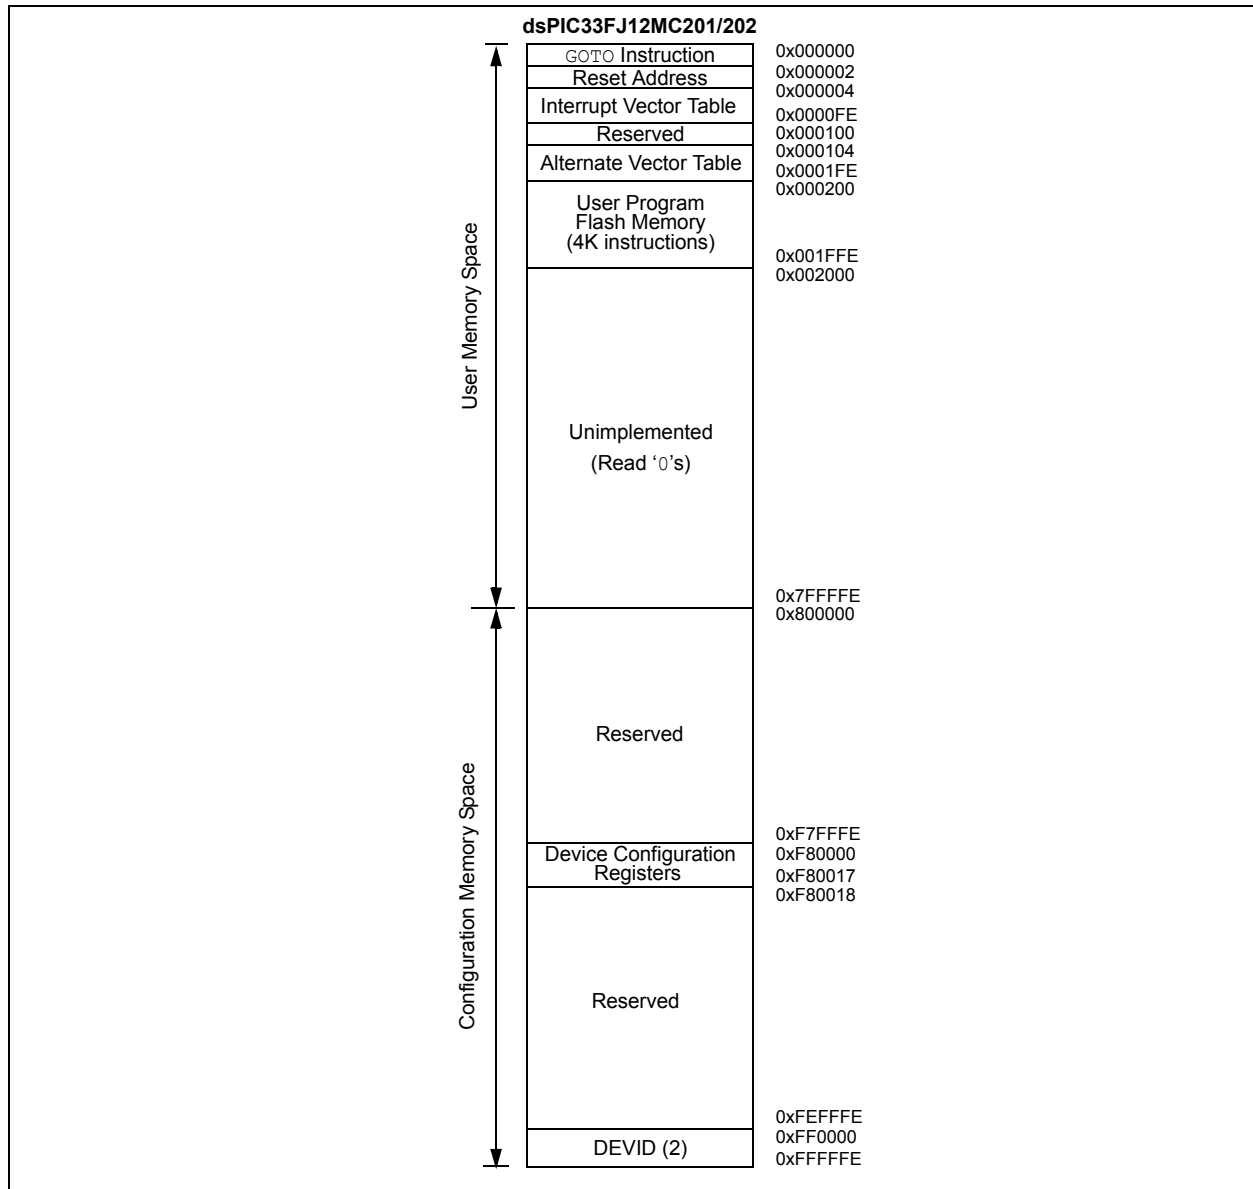 dsPIC33FJ12MC201/202
GOTO Instruction
0x000000
Reset Address
0x000002
0x000004
Interrupt Vector Table
0x0000FE
Reserved
0x000100
0x000104
Alternate Vector Table
0x0001FE
0x000200
User Program
Flash Memory
(4K instructions)
0x001FFE
0x002000
User Memory Space
Unimplemented
(Read ‘0’s)
0x7FFFFE
0x800000
Reserved
Configuration Memory Space
0xF7FFFE
Device Configuration
Registers
0xF80000
0xF80017
0xF80018
Reserved
0xFEFFFE
0xFF0000
DEVID (2)
0xFFFFFE